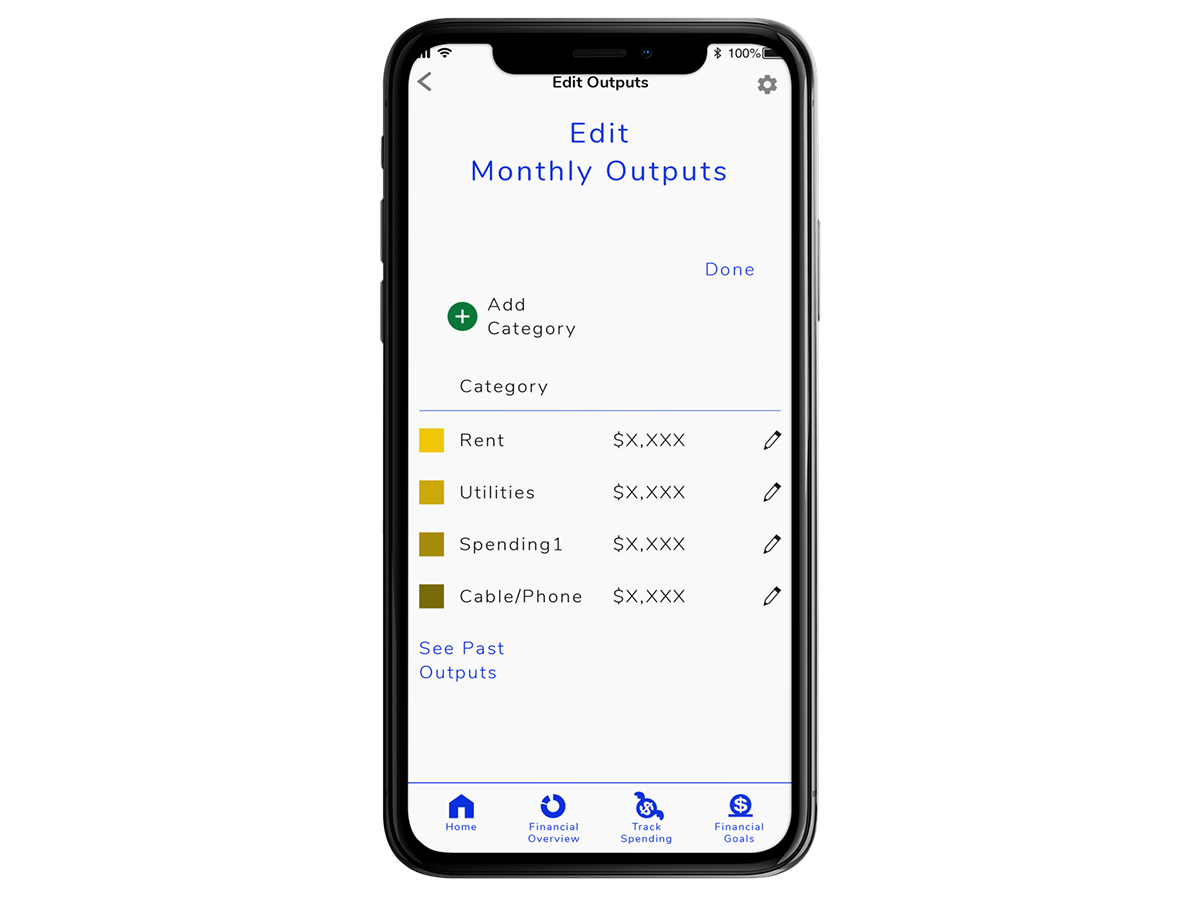 100%
Edit Outputs
Edit
Monthly Outputs
Done
Add
Category
Category
Rent $X,XXX
Utilities $X,XXX
Spending1 $X,XXX
Cable/Phone $X,XXX
See Past
Outputs
Home
Financial
Overview
Track
Spending
Financial
Goals